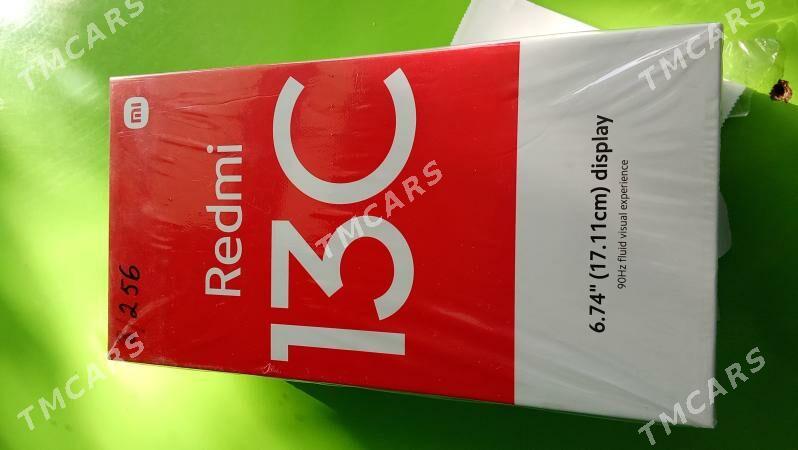 mi
Redmi
13C
256
6.74" (17.11cm) display
90Hz fluid visual experience
TMCARS
TMCARS
TMCARS
TMCARS
TMCARS